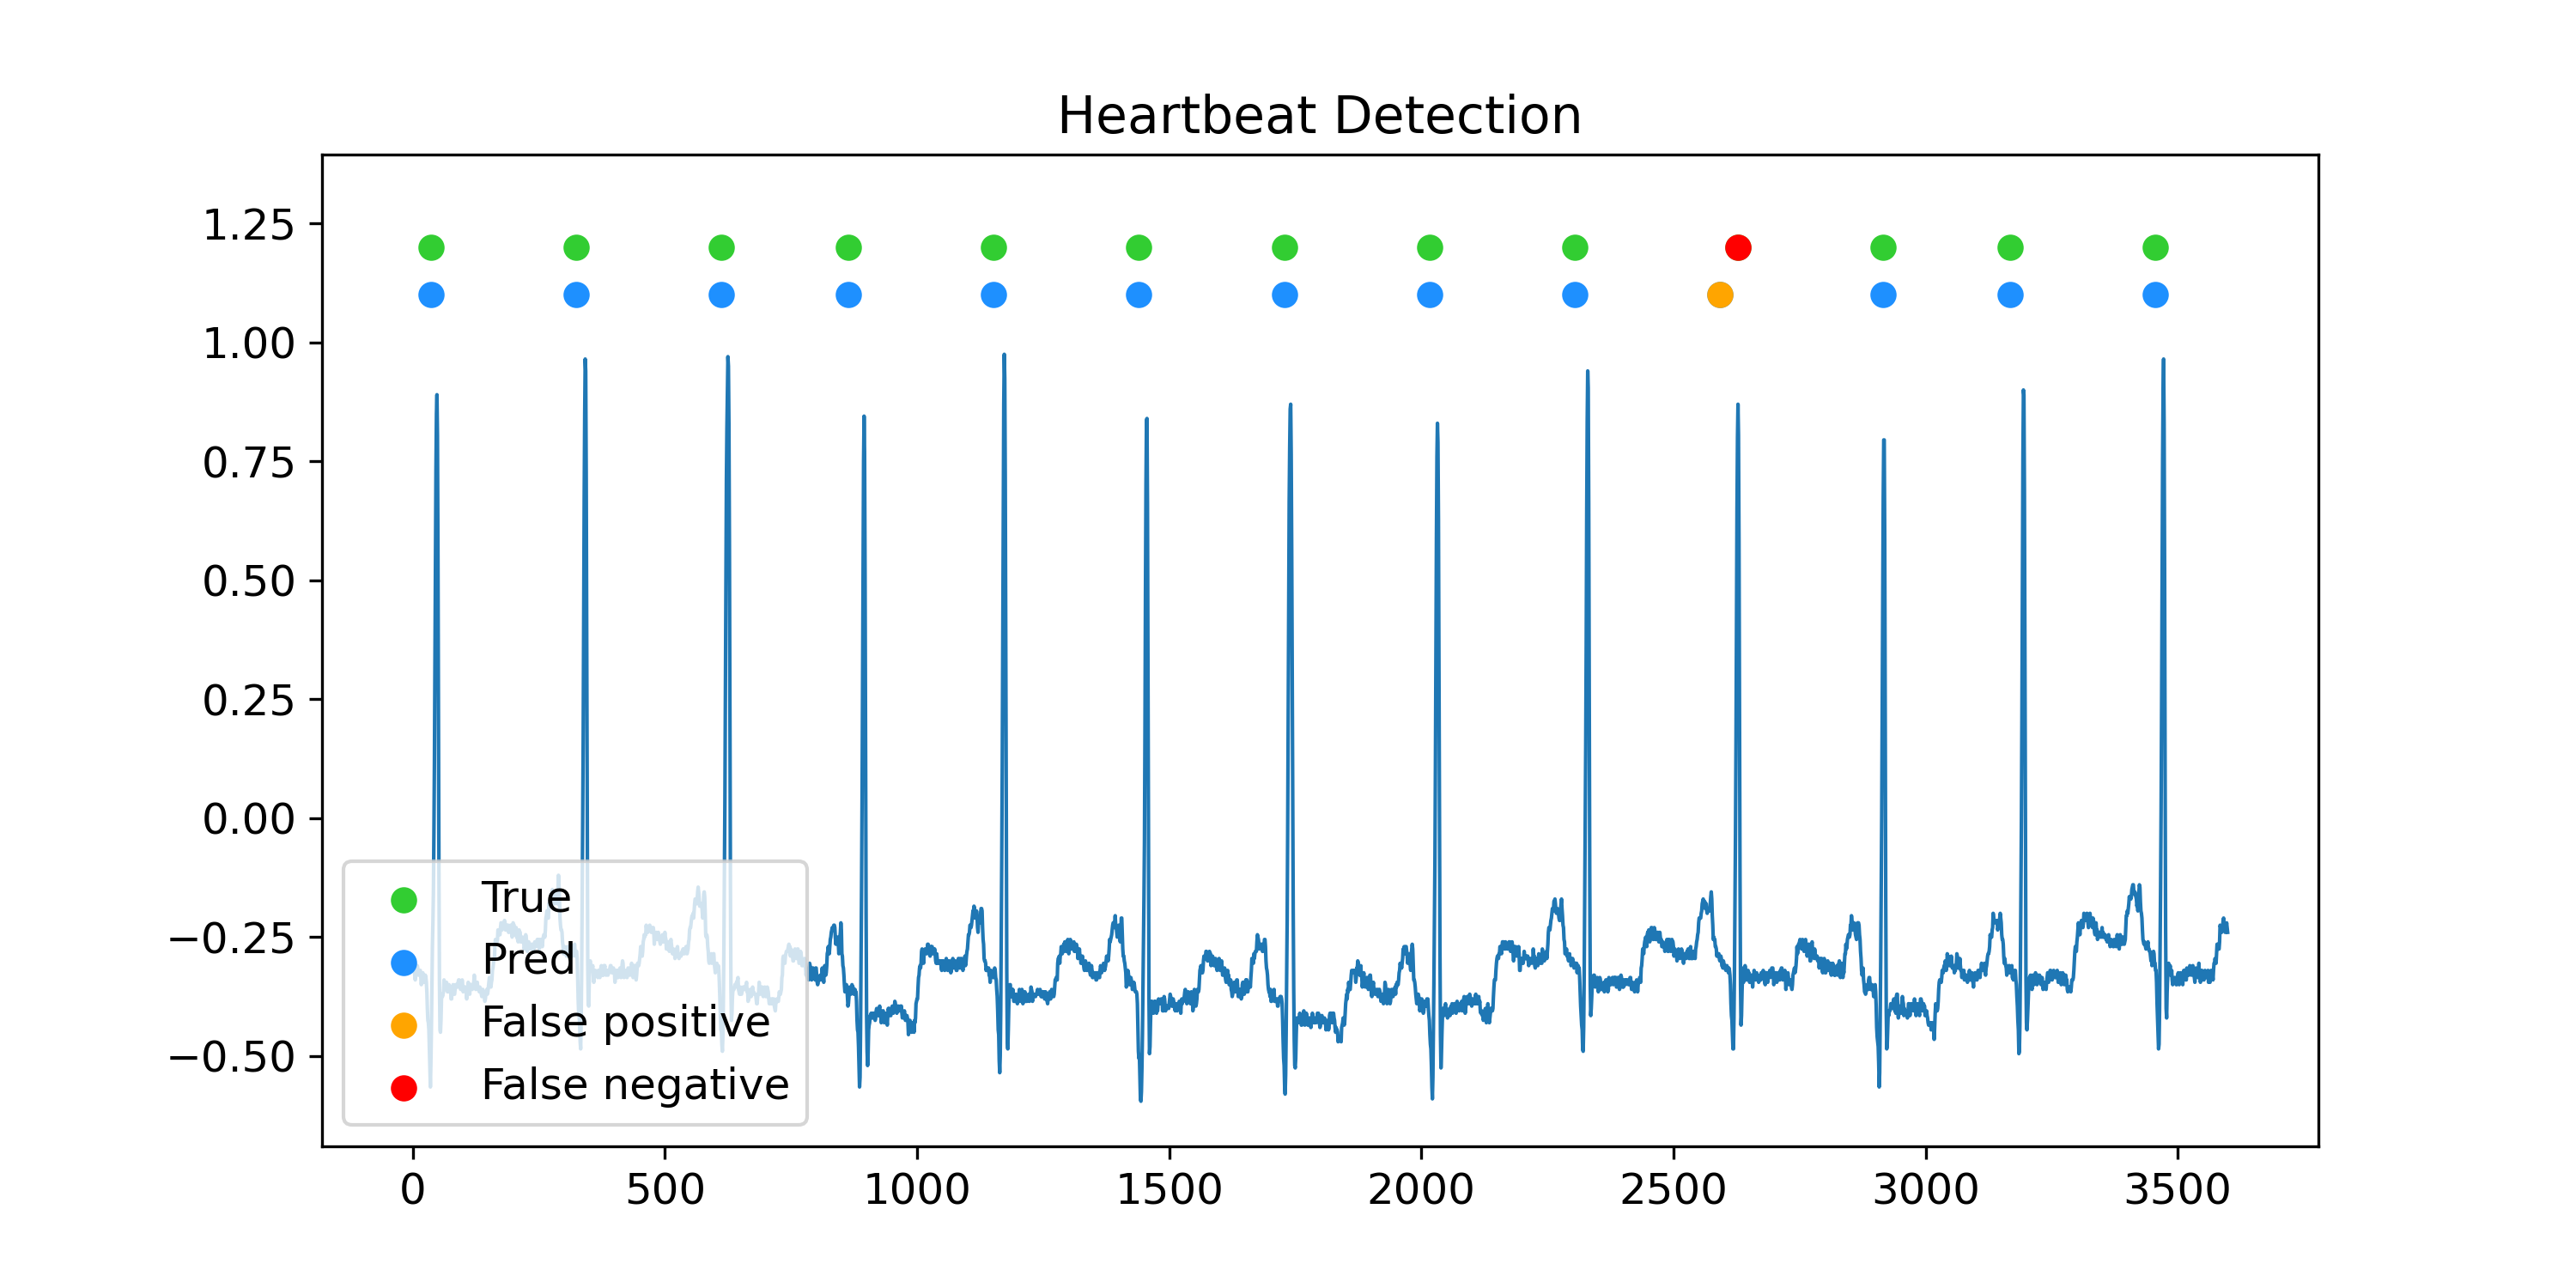 Heartbeat Detection
1.25
1.00
0.75
0.50
0.25
0.00
−0.25
−0.50
True
Pred
False positive
False negative
0 500 1000 1500 2000 2500 3000 3500